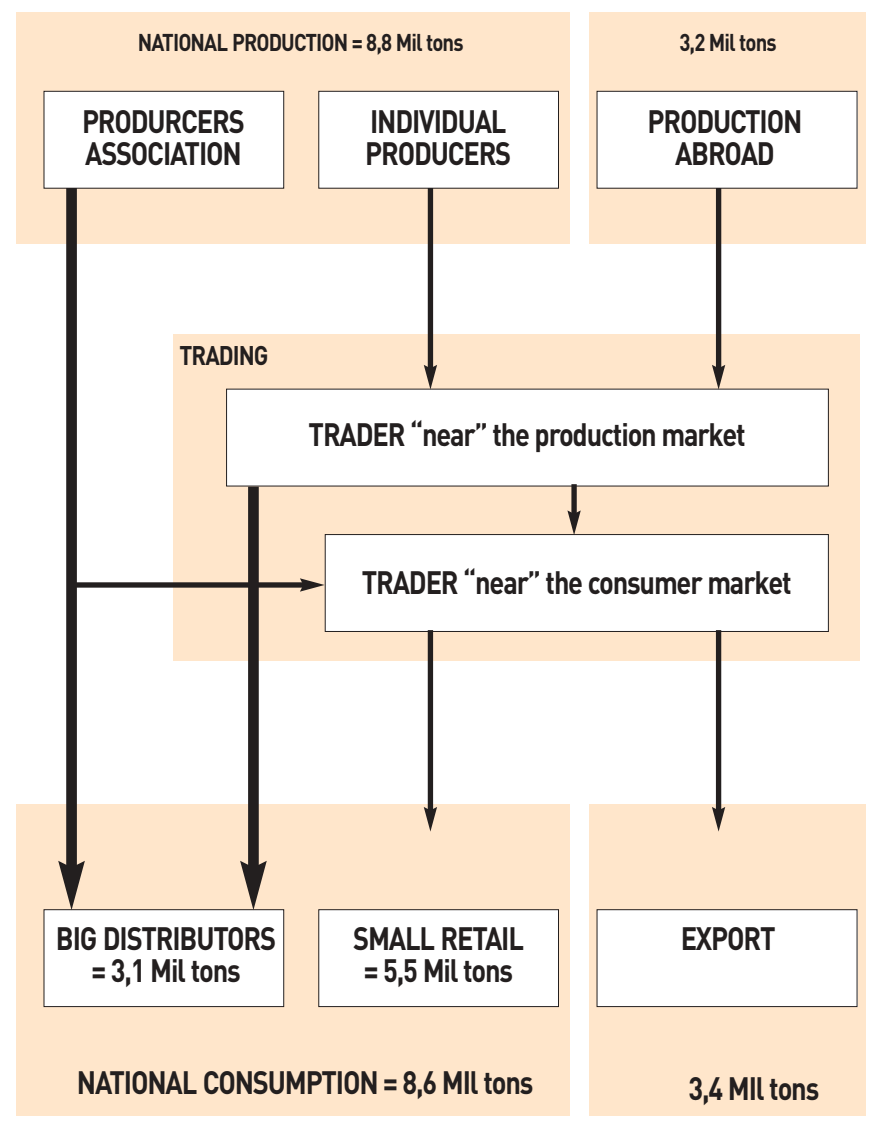 NATIONAL PRODUCTION = 8,8 Mil tons
3,2 Mil tons
PRODURCERS
ASSOCIATION
INDIVIDUAL
PRODUCERS
PRODUCTION
ABROAD
TRADING
TRADER “near” the production market
TRADER “near” the consumer market
BIG DISTRIBUTORS
= 3,1 Mil tons
SMALL RETAIL
= 5,5 Mil tons
EXPORT
NATIONAL CONSUMPTION = 8,6 MIl tons
3,4 MIl tons